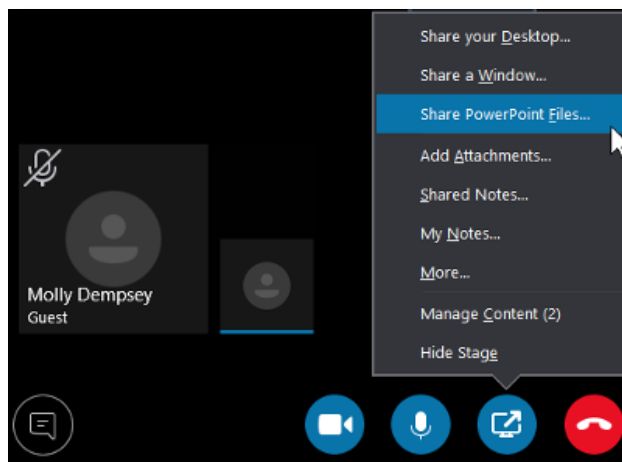 Share your Desktop...
Share a Window...
Share PowerPoint Files...
Add Attachments...
Shared Notes...
My Notes...
More...
Manage Content (2)
Hide Stage
Molly Dempsey
Guest